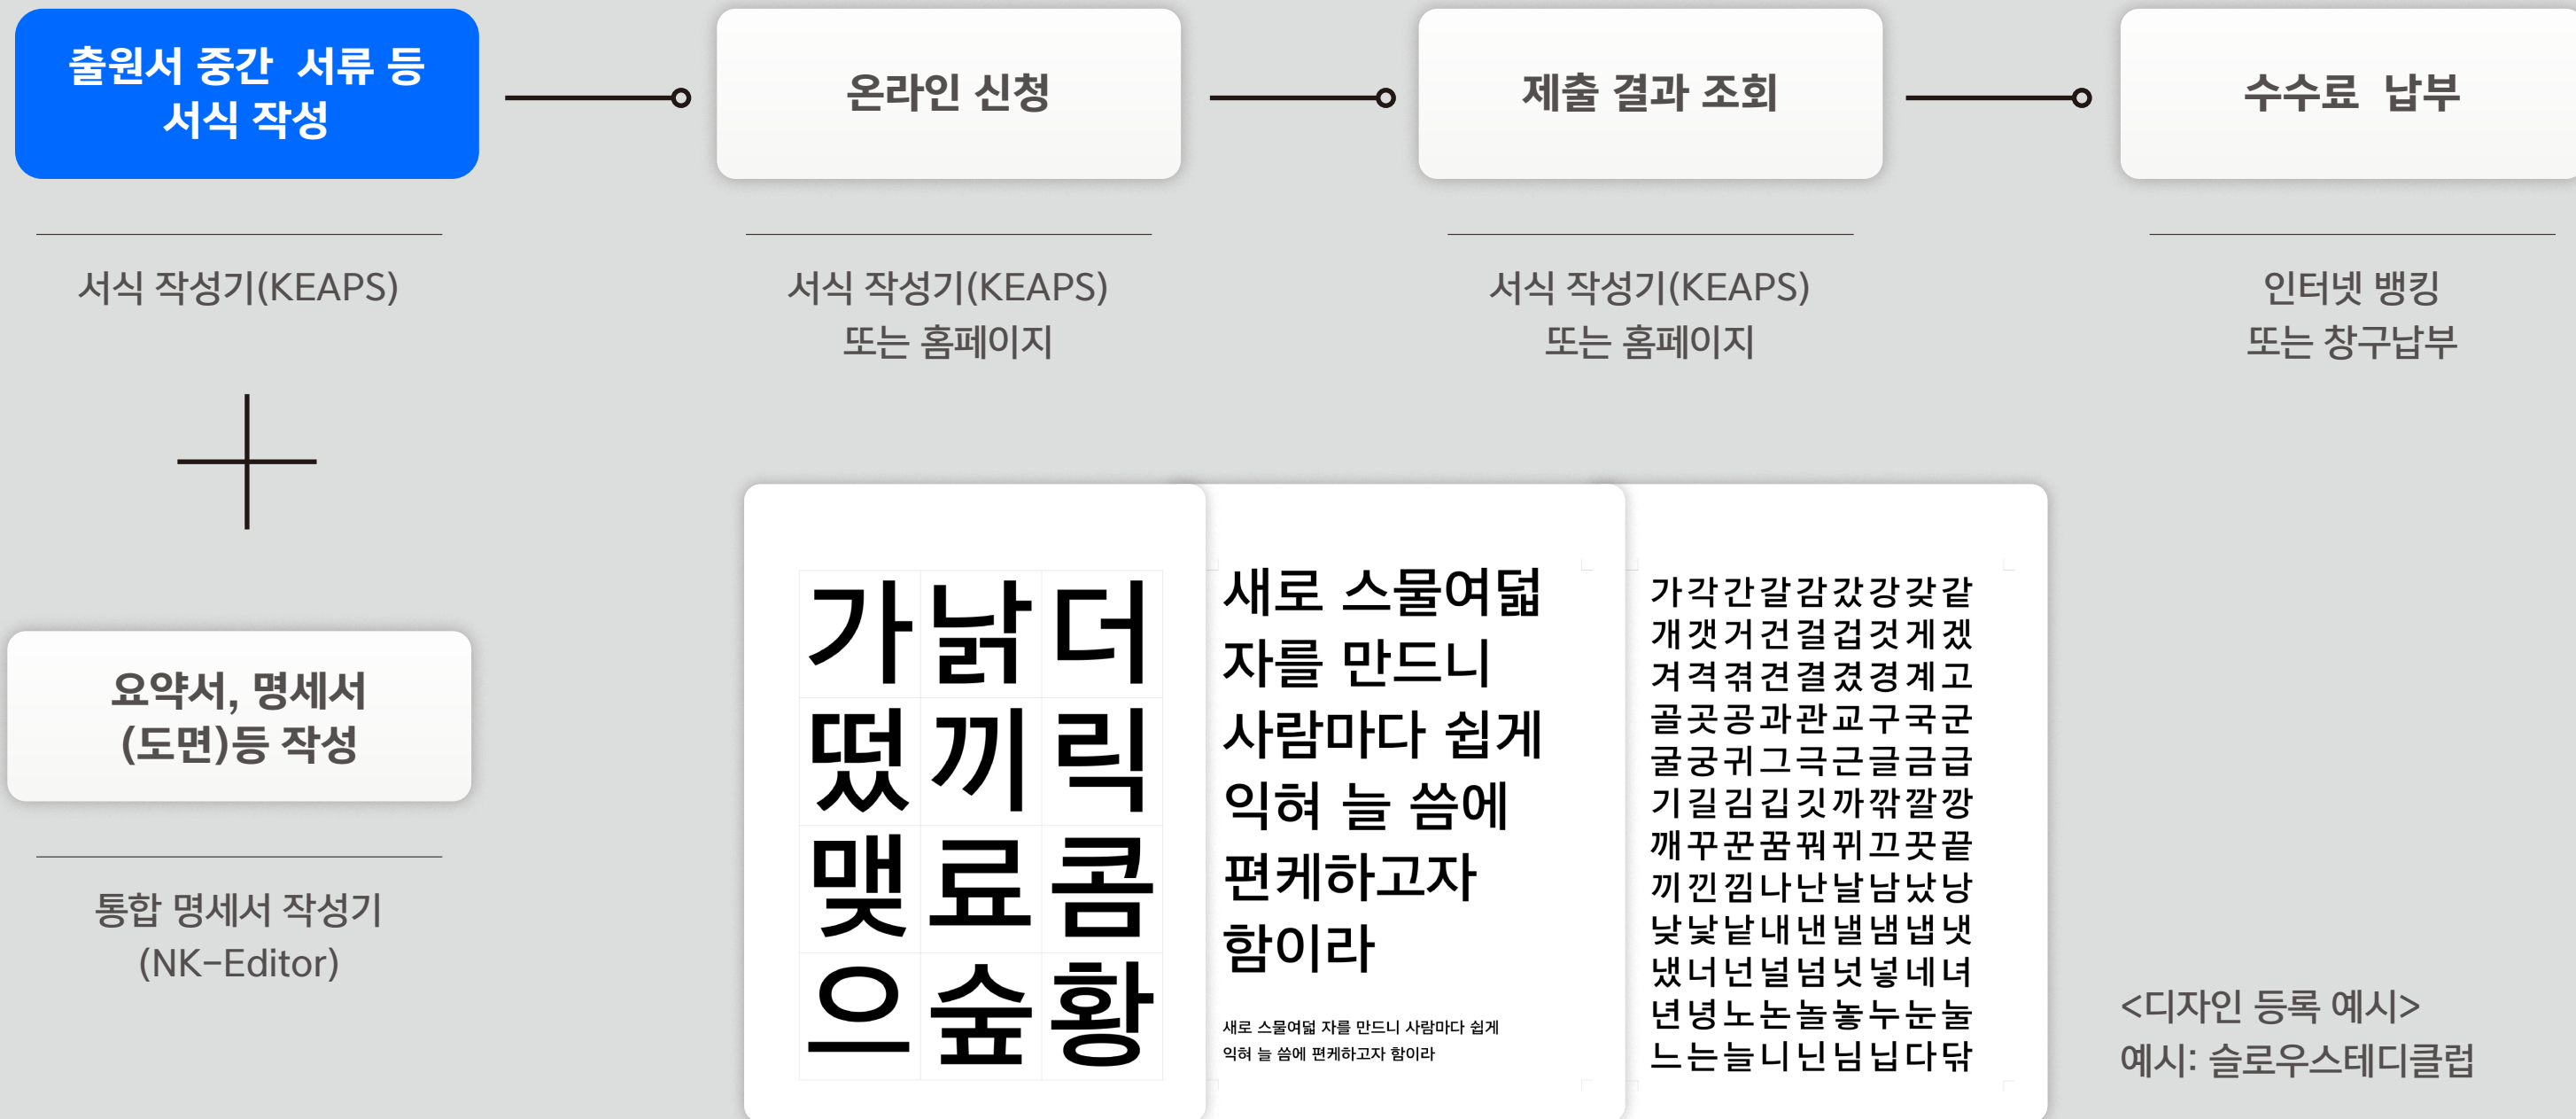 출원서 중간 서류 등
서식 작성
온라인 신청
제출 결과 조회
수수료 납부
서식 작성기(KEAPS)
서식 작성기(KEAPS)
또는 홈페이지
서식 작성기(KEAPS)
또는 홈페이지
인터넷 뱅킹
또는 창구납부
요약서, 명세서
(도면)등 작성
통합 명세서 작성기
(NK-Editor)
가낡더
떴끼릭
맺료콤
으숲황
새로 스물여덟
자를 만드니
사람마다 쉽게
익혀 늘 씀에
편케하고자
함이라
새로 스물여덟 자를 만드니 사람마다 쉽게
익혀 늘 씀에 편케하고자 함이라
가각간갈감갔강갖같
개갯거건걸겁것게겠
겨격겪견결겼경계고
골곳공과관교구국군
굴궁귀그극근글금급
기길김깁깃까깎깔깡
깨꾸꾼꿈꿔뀌끄끗끝
끼낀낌나난날남났낭
낮낯낱내낸낼냄냅냇
냈너넌널넘넛넣네녀
년녕노논놀놓누눈눌
느는늘니닌님닙다닦
<디자인 등록 예시>
예시: 슬로우스테디클럽